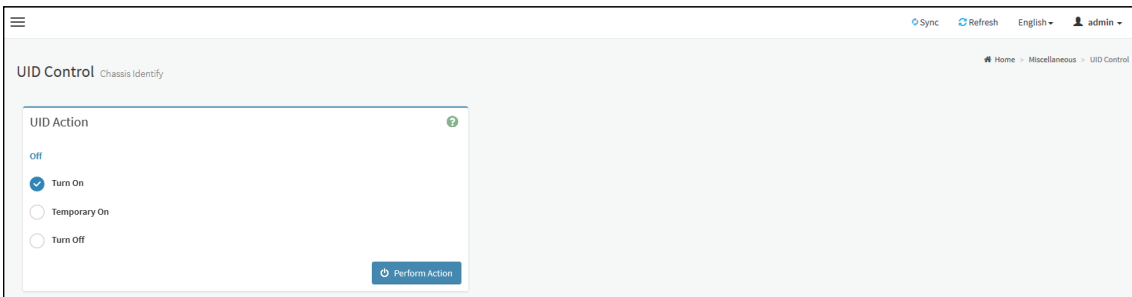 Sync Refresh English admin
UID Control Chassis Identify
Home > Miscellaneous > UID Control
UID Action
Off
Turn On
Temporary On
Turn Off
Perform Action